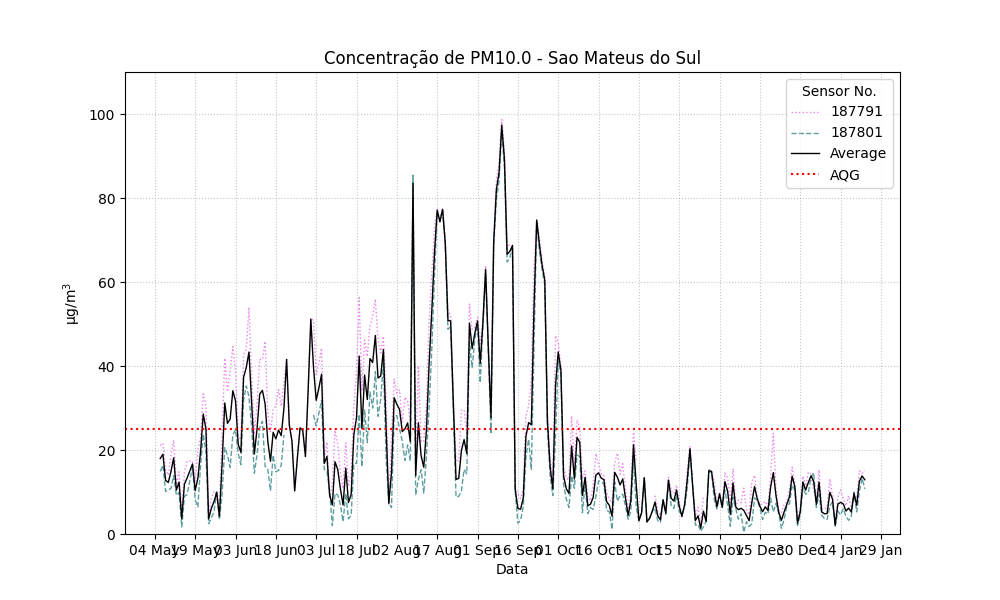 Concentração de PM10.0 - Sao Mateus do Sul
Sensor No.
187791
187801
Average
AQG
100
80
60
40
20
0
µg/m³
04 May 19 May 03 Jun 18 Jun 03 Jul 18 Jul 02 Aug 17 Aug 01 Sep 16 Sep 01 Oct 16 Oct 31 Oct 15 Nov 30 Nov 15 Dec 30 Dec 14 Jan 29 Jan
Data